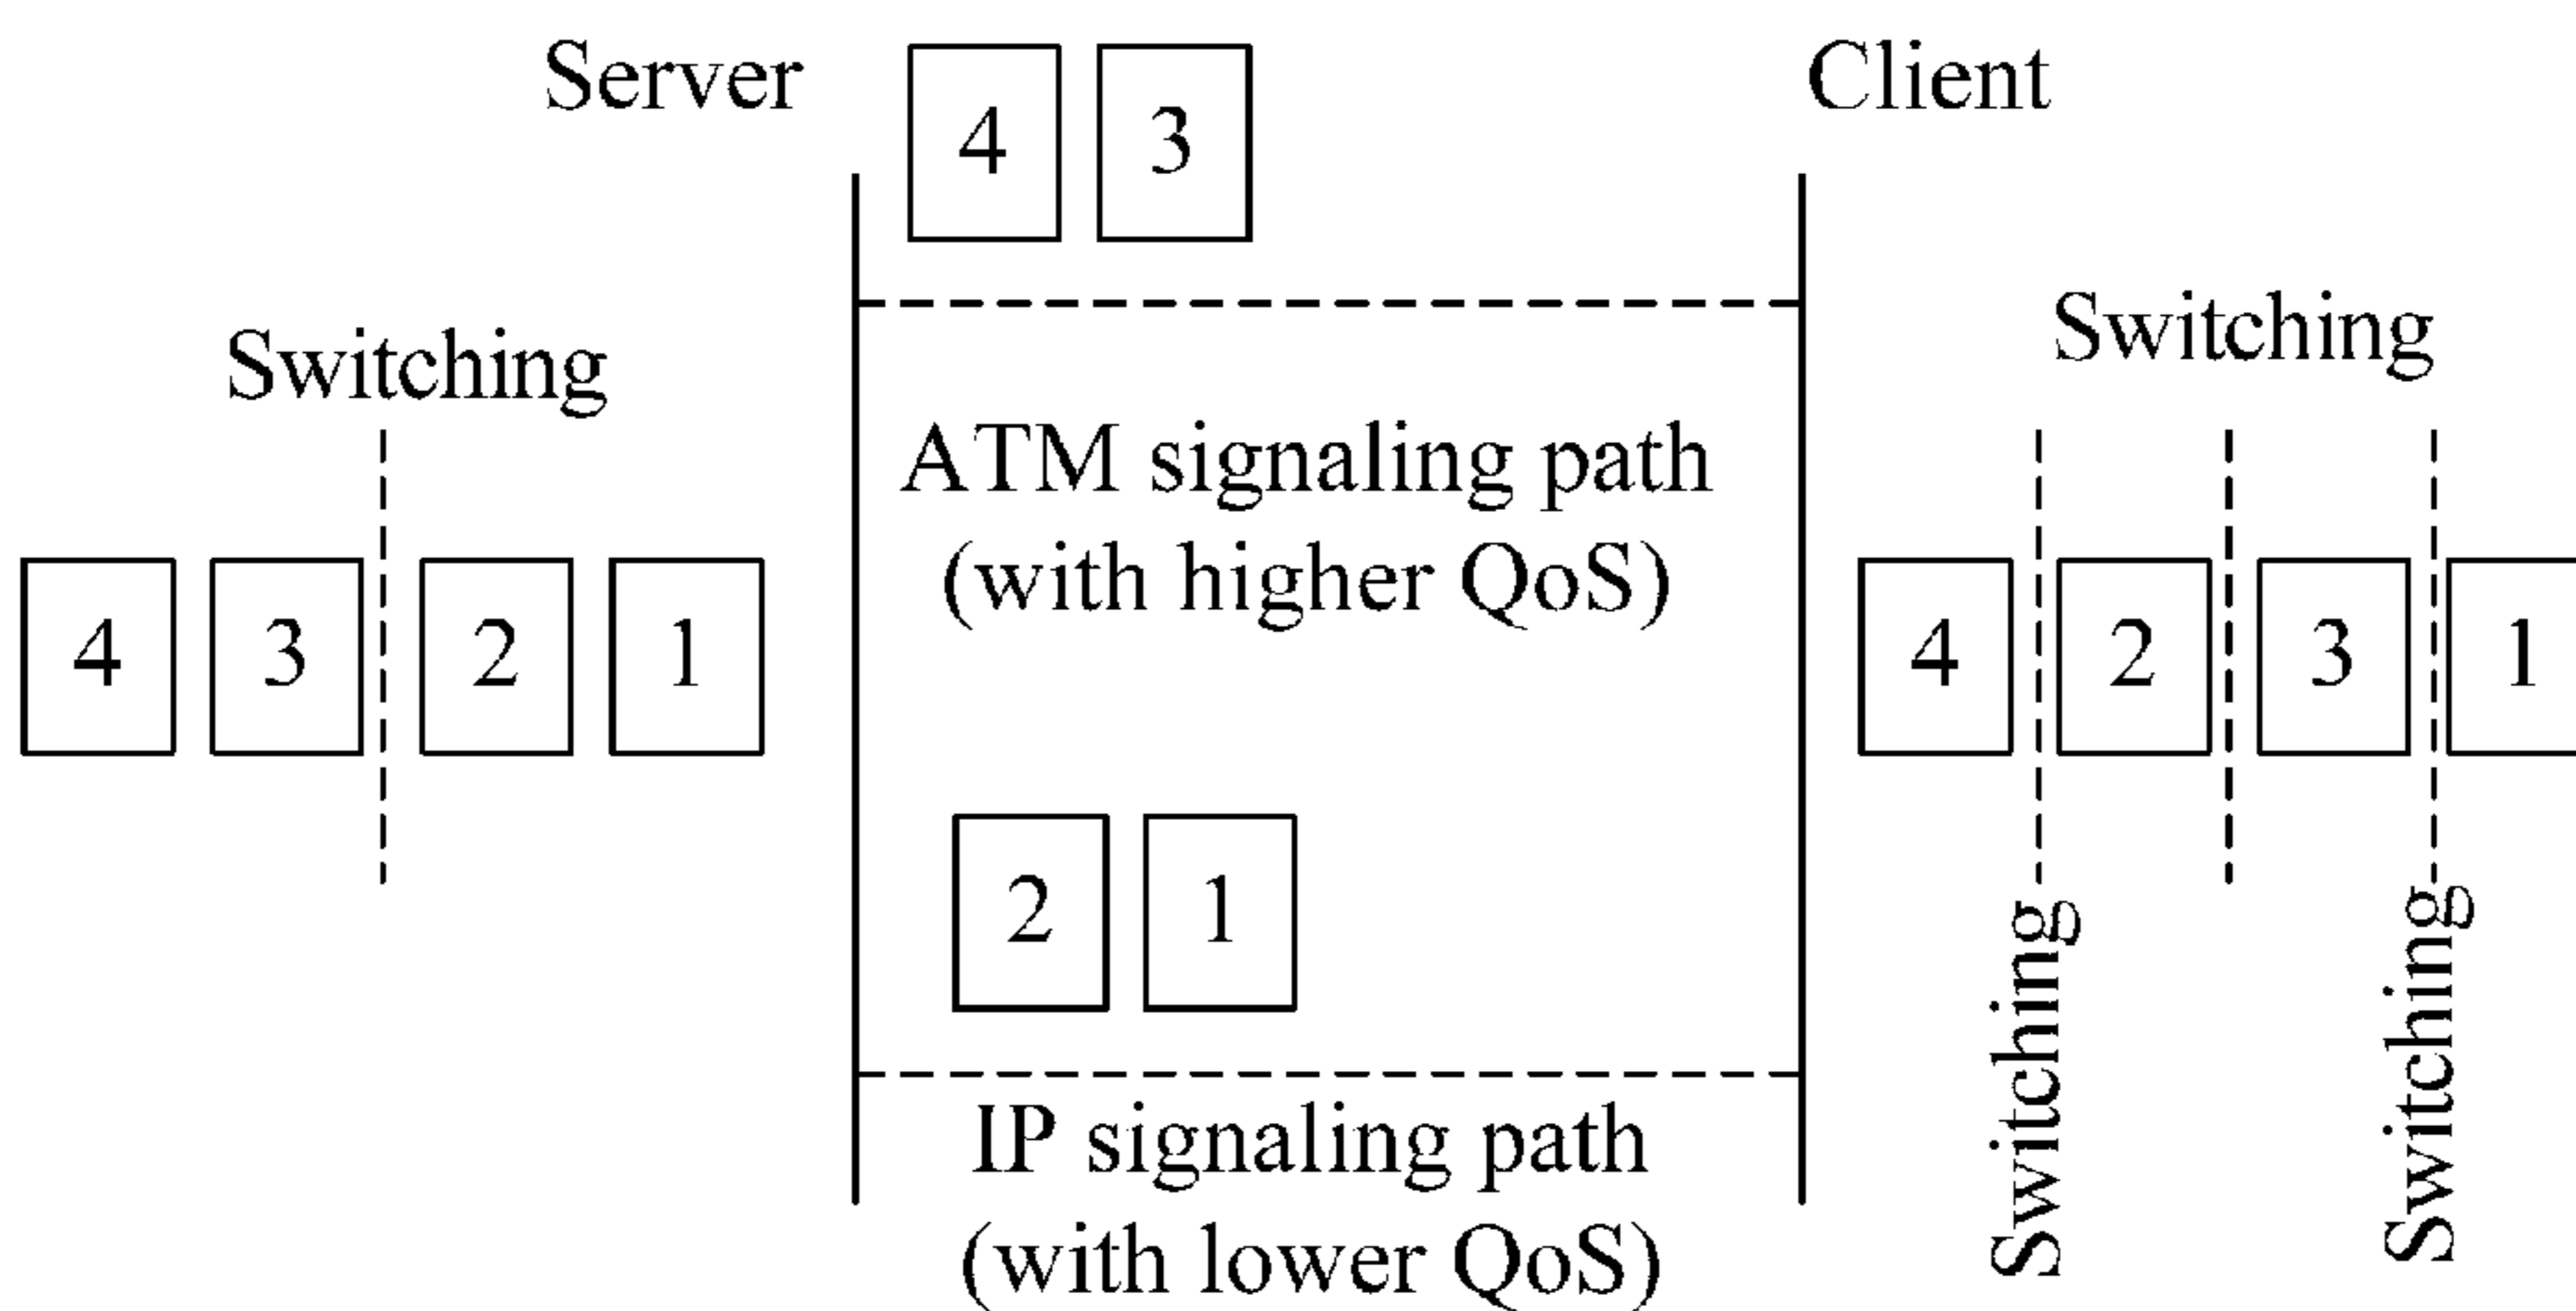 Server
4 3
Client
Switching
Switching
ATM signaling path
(with higher QoS)
4 3 2 1
4 2 3 1
2 1
IP signaling path
(with lower QoS)
Switching
Switching